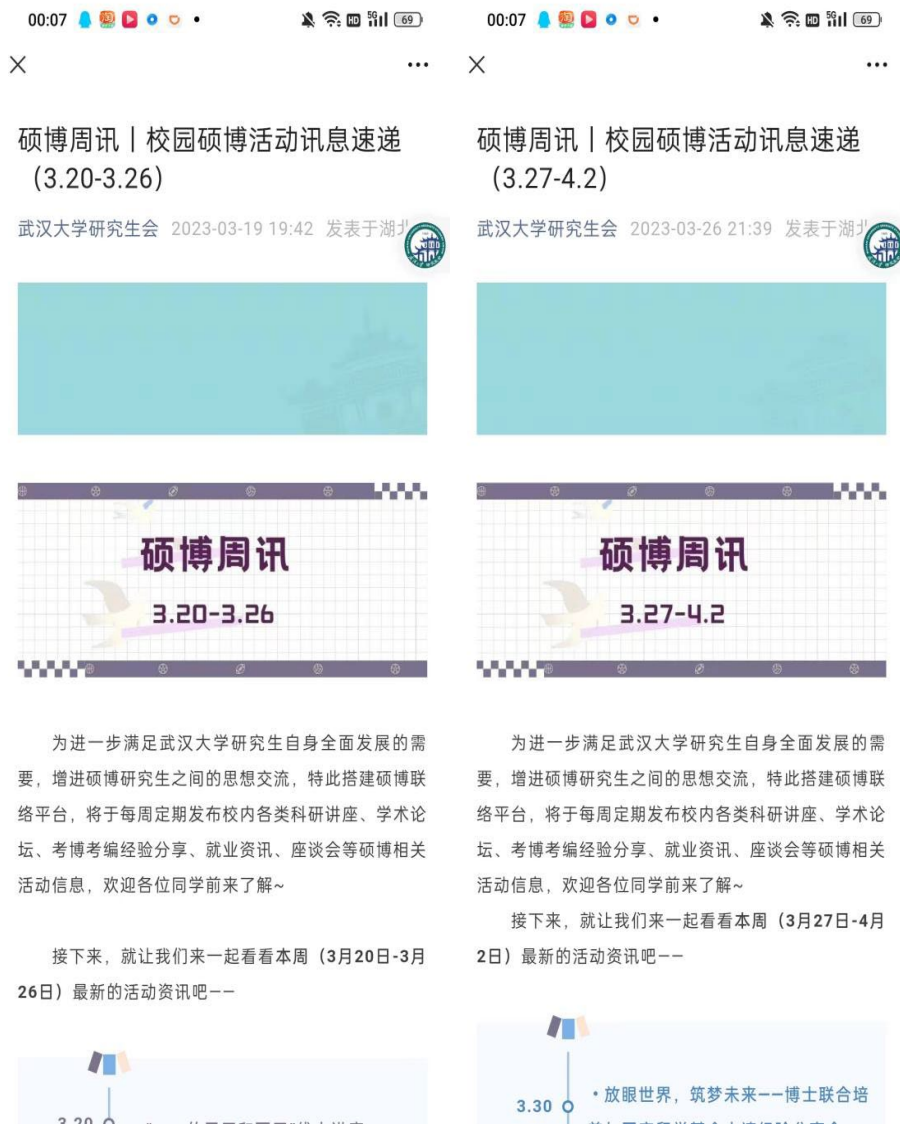 00:07
HD 5G 69
硕博周讯丨校园硕博活动讯息速递
（3.20-3.26）
武汉大学研究生会 2023-03-19 19:42 发表于湖北
硕博周讯
3.20-3.26
为进一步满足武汉大学研究生自身全面发展的需
要，增进硕博研究生之间的思想交流，特此搭建硕博联
络平台，将于每周定期发布校内各类科研讲座、学术论
坛、考博考编经验分享、就业资讯、座谈会等硕博相关
活动信息，欢迎各位同学前来了解~
接下来，就让我们来一起看看本周（3月20日-3月
26日）最新的活动资讯吧——
3.20
00:07
HD 5G 69
硕博周讯丨校园硕博活动讯息速递
（3.27-4.2）
武汉大学研究生会 2023-03-26 21:39 发表于湖
硕博周讯
3.27-4.2
为进一步满足武汉大学研究生自身全面发展的需
要，增进硕博研究生之间的思想交流，特此搭建硕博联
络平台，将于每周定期发布校内各类科研讲座、学术论
坛、考博考编经验分享、就业资讯、座谈会等硕博相关
活动信息，欢迎各位同学前来了解~
接下来，就让我们来一起看看本周（3月27日-4月
2日）最新的活动资讯吧——
3.30
•放眼世界，筑梦未来——博士联合培